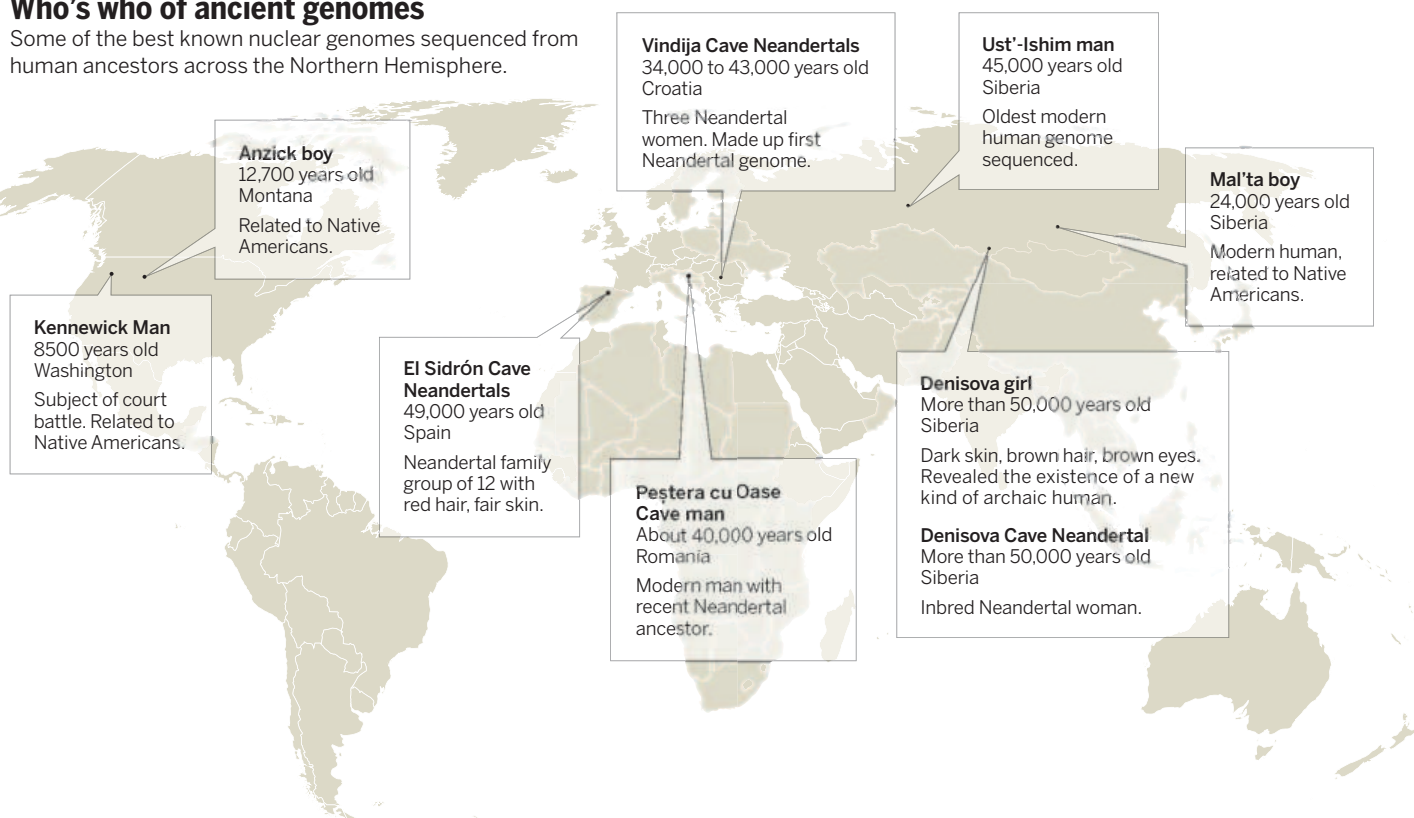 Who's who of ancient genomes
Some of the best known nuclear genomes sequenced from
human ancestors across the Northern Hemisphere.
Anzick boy
12,700 years old
Montana
Related to Native
Americans.
Kennewick Man
8500 years old
Washington
Subject of court
battle. Related to
Native Americans.
Vindija Cave Neandertals
34,000 to 43,000 years old
Croatia
Three Neandertal
women. Made up first
Neandertal genome.
Ust'-Ishim man
45,000 years old
Siberia
Oldest modern
human genome
sequenced.
Mal'ta boy
24,000 years old
Siberia
Modern human,
related to Native
Americans.
El Sidrón Cave
Neandertals
49,000 years old
Spain
Neandertal family
group of 12 with
red hair, fair skin.
Peștera cu Oase
Cave man
About 40,000 years old
Romania
Modern man with
recent Neandertal
ancestor.
Denisova girl
More than 50,000 years old
Siberia
Dark skin, brown hair, brown eyes.
Revealed the existence of a new
kind of archaic human.
Denisova Cave Neandertal
More than 50,000 years old
Siberia
Inbred Neandertal woman.